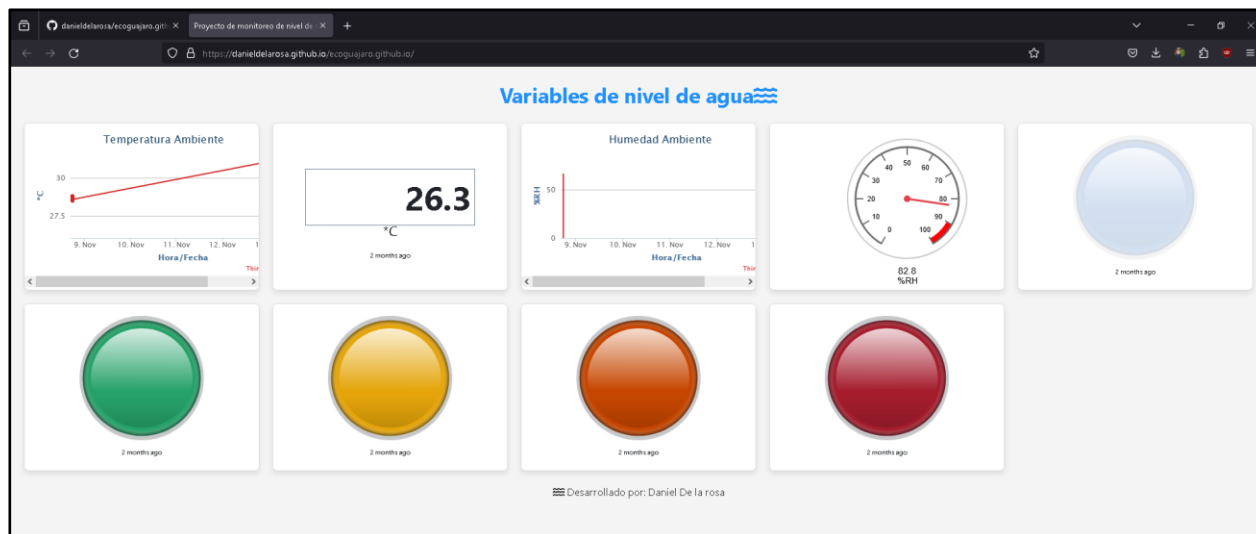 danieldelarosa/ecoguajaro.gith
Proyecto de monitoreo de nivel de
https://danieldelarosa.github.io/ecoguajaro.github.io/
Variables de nivel de agua
Temperatura Ambiente
30
27.5
*C
9. Nov 10. Nov 11. Nov 12. Nov 1
Hora/Fecha
Thin
26.3
*C
2 months ago
Humedad Ambiente
50
0
%RH
9. Nov 10. Nov 11. Nov 12. Nov 1
Hora/Fecha
Thin
0 10 20 30 40 50 60 70 80 90 100
82.8
%RH
2 months ago
2 months ago
2 months ago
2 months ago
2 months ago
Desarrollado por: Daniel De la rosa